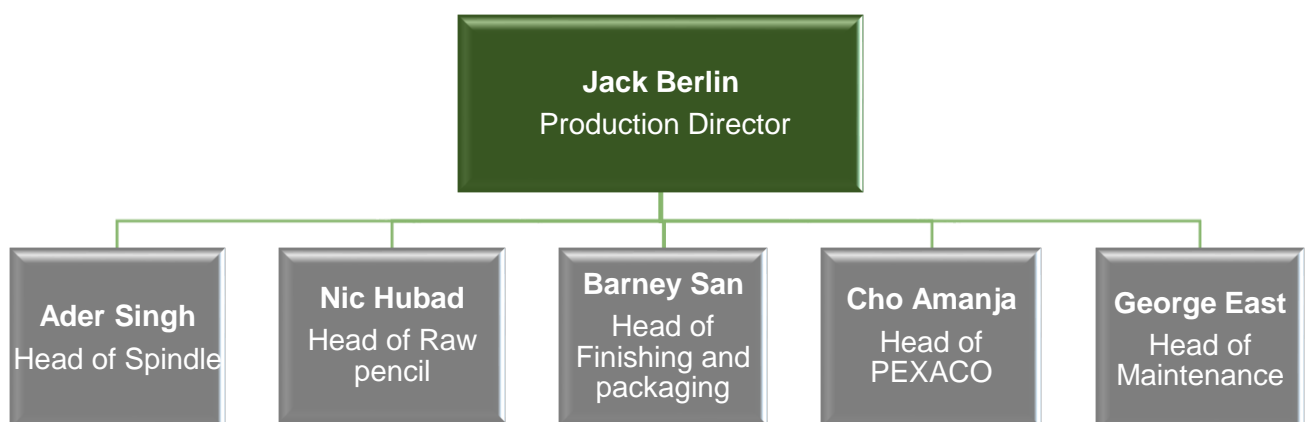 Jack Berlin
Production Director
Ader Singh
Head of Spindle
Nic Hubad
Head of Raw
pencil
Barney San
Head of
Finishing and
packaging
Cho Amanja
Head of
PEXACO
George East
Head of
Maintenance